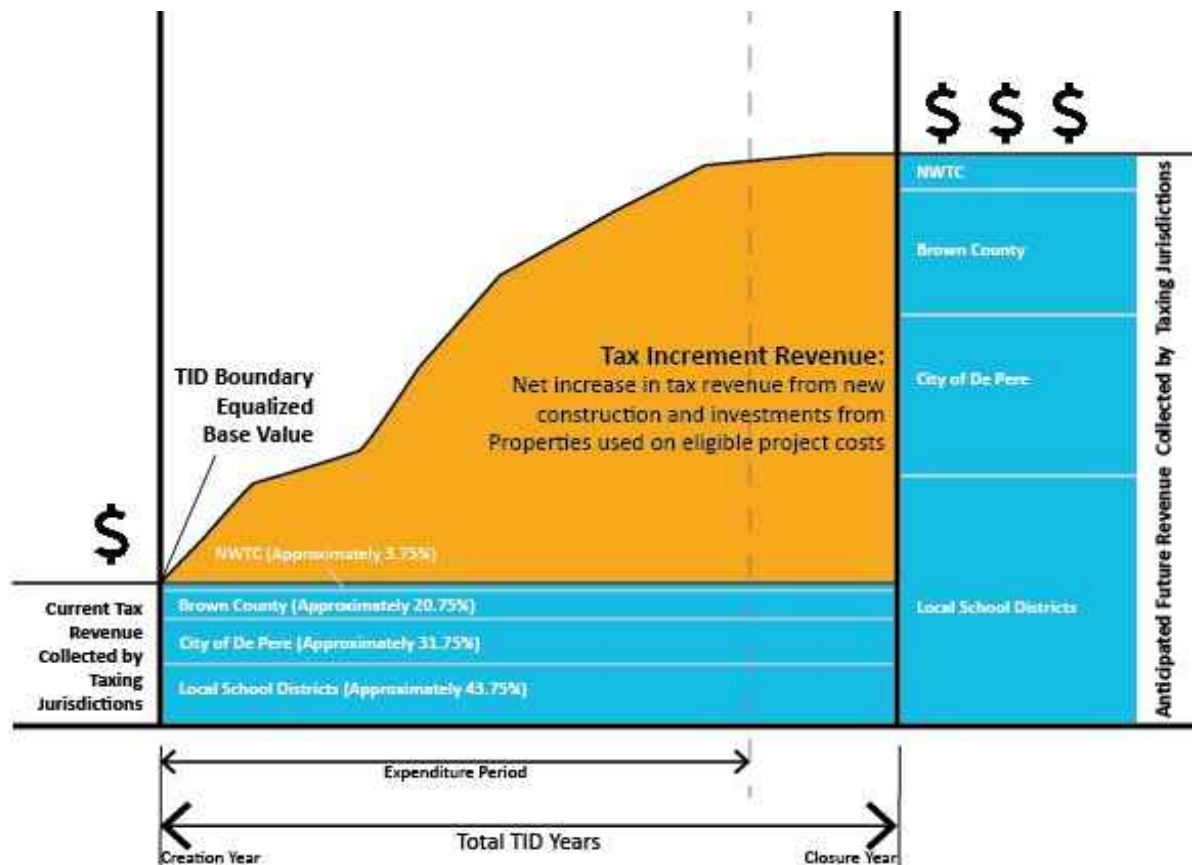 $ $ $
NWTC
Brown County
City of De Pere
Local School Districts
Anticipated Future Revenue Collected by Taxing Jurisdictions
Tax Increment Revenue:
Net increase in tax revenue from new
construction and investments from
Properties used on eligible project costs
TID Boundary
Equalized
Base Value
$
NWTC (Approximately 3.75%)
Brown County (Approximately 20.75%)
City of De Pere (Approximately 31.75%)
Local School Districts (Approximately 43.75%)
Current Tax
Revenue
Collected by
Taxing
Jurisdictions
Expenditure Period
Total TID Years
Creation Year
Closure Year